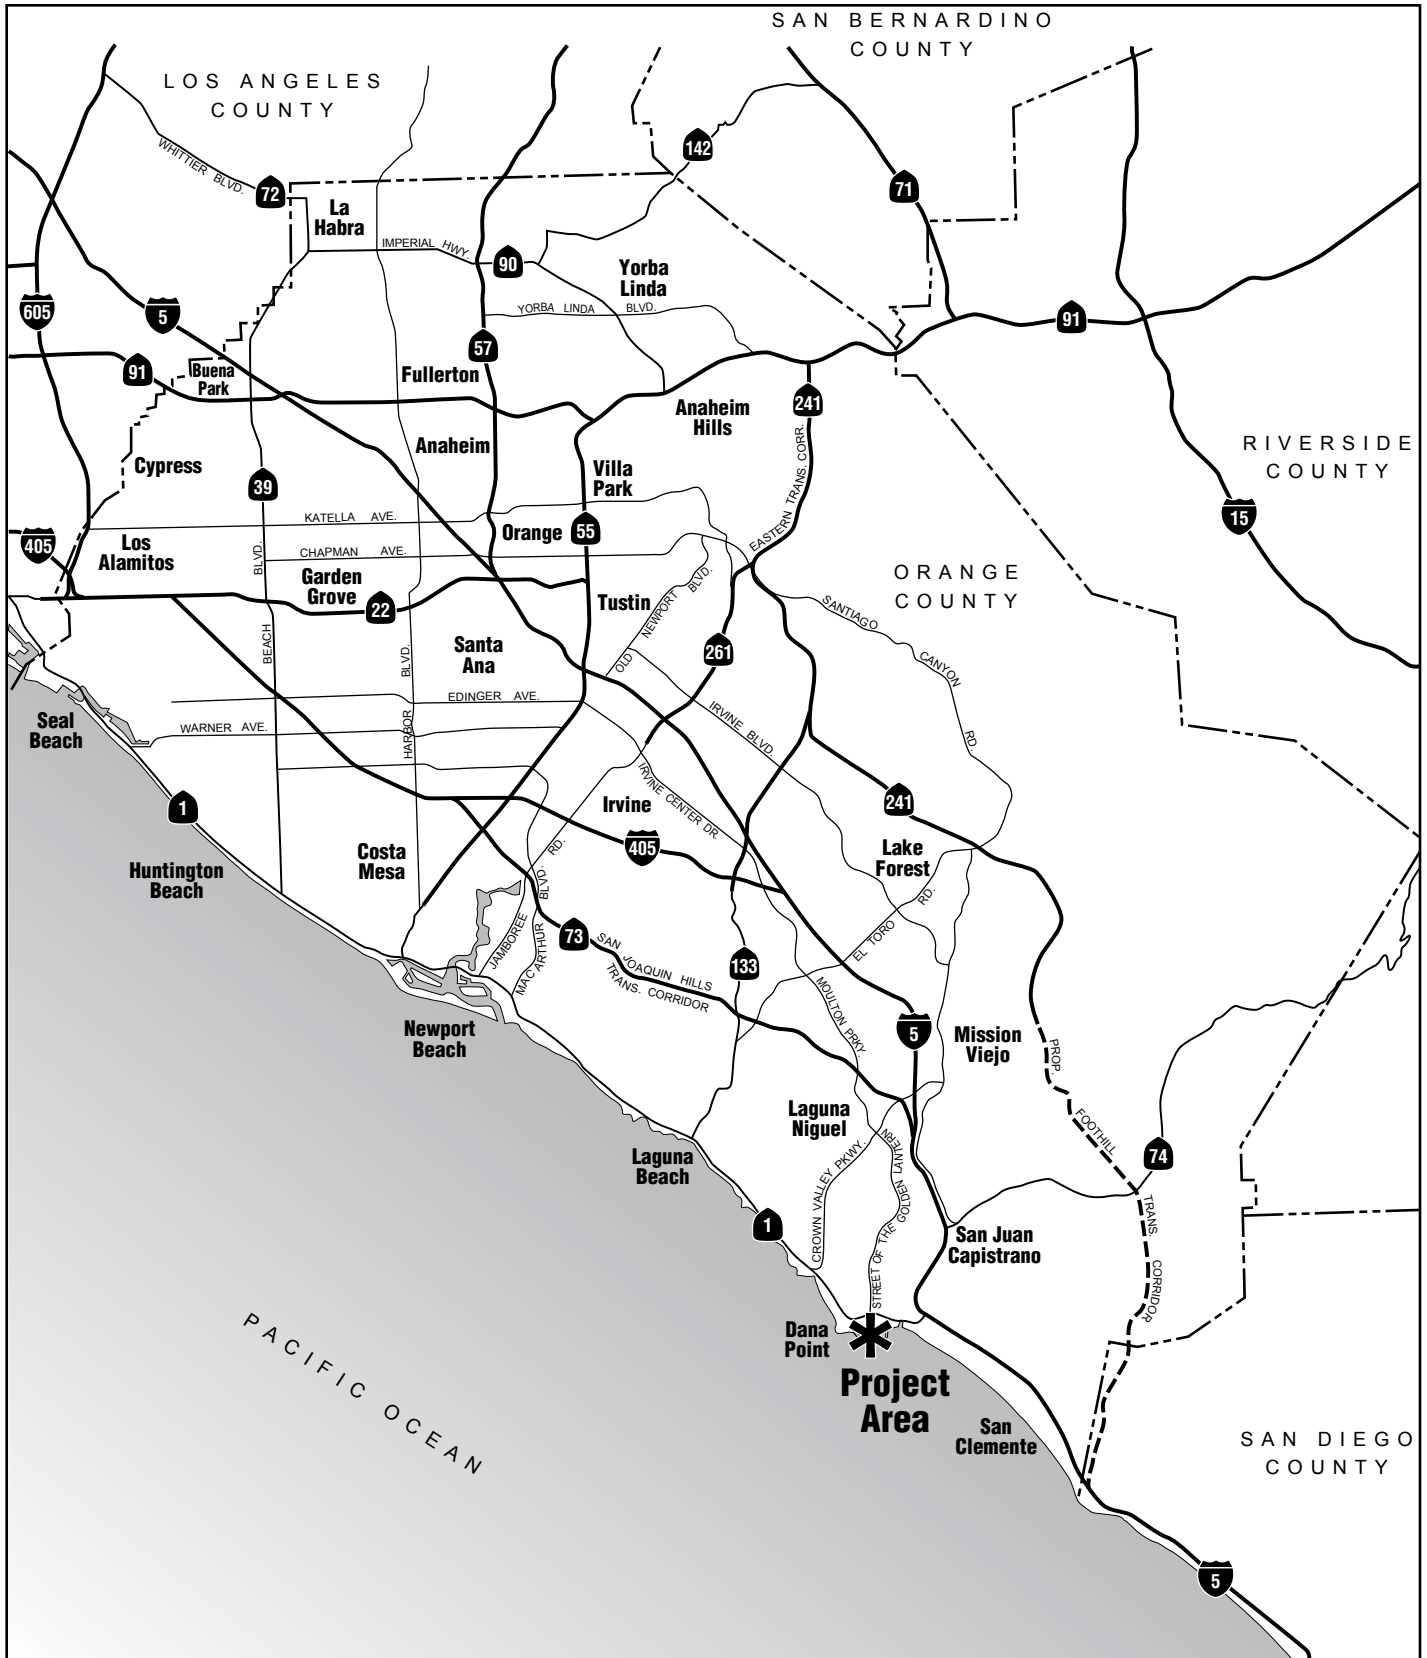 SAN BERNARDINO
COUNTY
LOS ANGELES
COUNTY
WHITTIER BLVD.
72
142
71
La
Habra
IMPERIAL HWY.
90
Yorba
Linda
YORBA LINDA BLVD.
605
5
91
57
91
Buena
Park
Fullerton
241
Anaheim
Hills
Anaheim
RIVERSIDE
COUNTY
Cypress
39
Villa
Park
EASTERN TRANS. CORR.
15
KATELLA AVE.
Orange
55
405
Los
Alamitos
BLVD.
CHAPMAN AVE.
ORANGE
COUNTY
Garden
Grove
22
Tustin
OLD NEWPORT BLVD.
SANTIAGO CANYON RD.
BEACH
HARBOR BLVD.
Santa
Ana
261
EDINGER AVE.
WARNER AVE.
IRVINE BLVD.
Seal
Beach
1
IRVINE CENTER DR.
Irvine
241
405
Costa
Mesa
Lake
Forest
Huntington
Beach
JAMBOREE RD.
MAC ARTHUR BLVD.
73
SAN JOAQUIN HILLS
TRANS. CORRIDOR
133
EL TORO RD.
MOULTON PRKY.
Newport
Beach
5
Mission
Viejo
PROP. FOOTHILL TRANS. CORRIDOR
Laguna
Niguel
74
Laguna
Beach
CROWN VALLEY PKWY.
STREET OF THE GOLDEN LANTERN
1
San Juan
Capistrano
PACIFIC OCEAN
Dana
Point
Project
Area
San
Clemente
SAN DIEGO
COUNTY
5